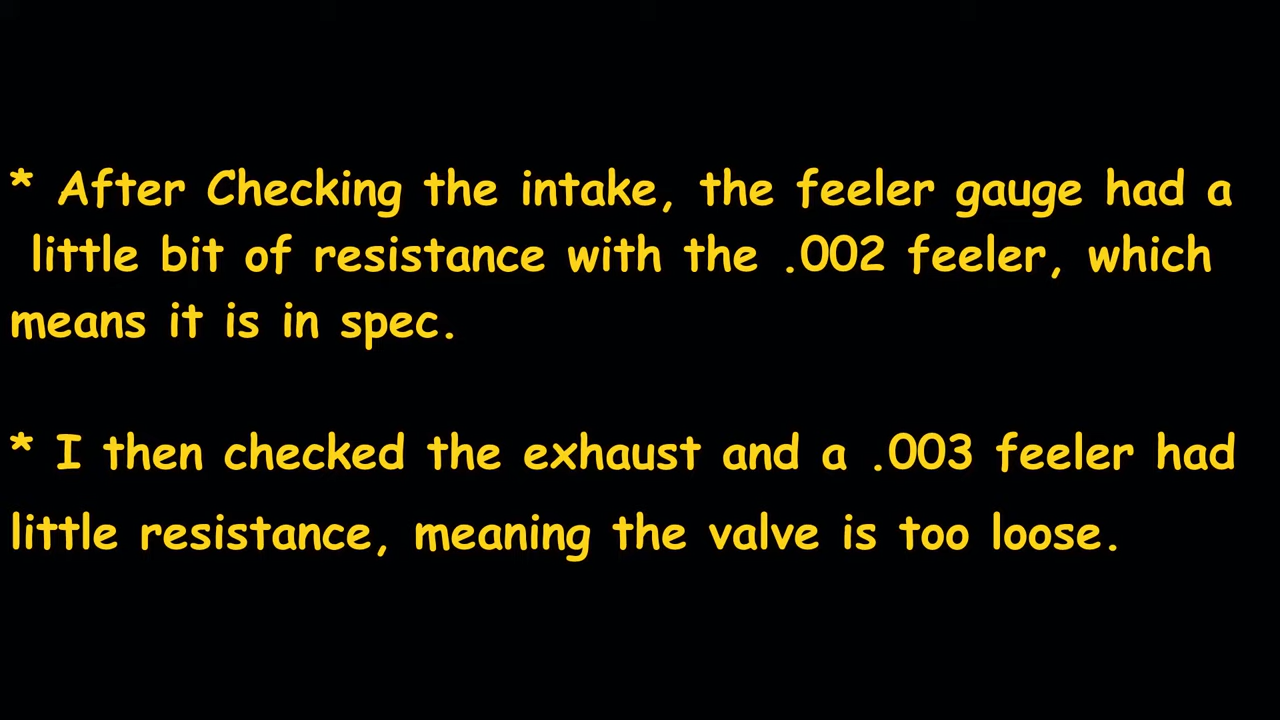 * After Checking the intake, the feeler gauge had a
little bit of resistance with the .002 feeler, which
means it is in spec.
* I then checked the exhaust and a .003 feeler had
little resistance, meaning the valve is too loose.